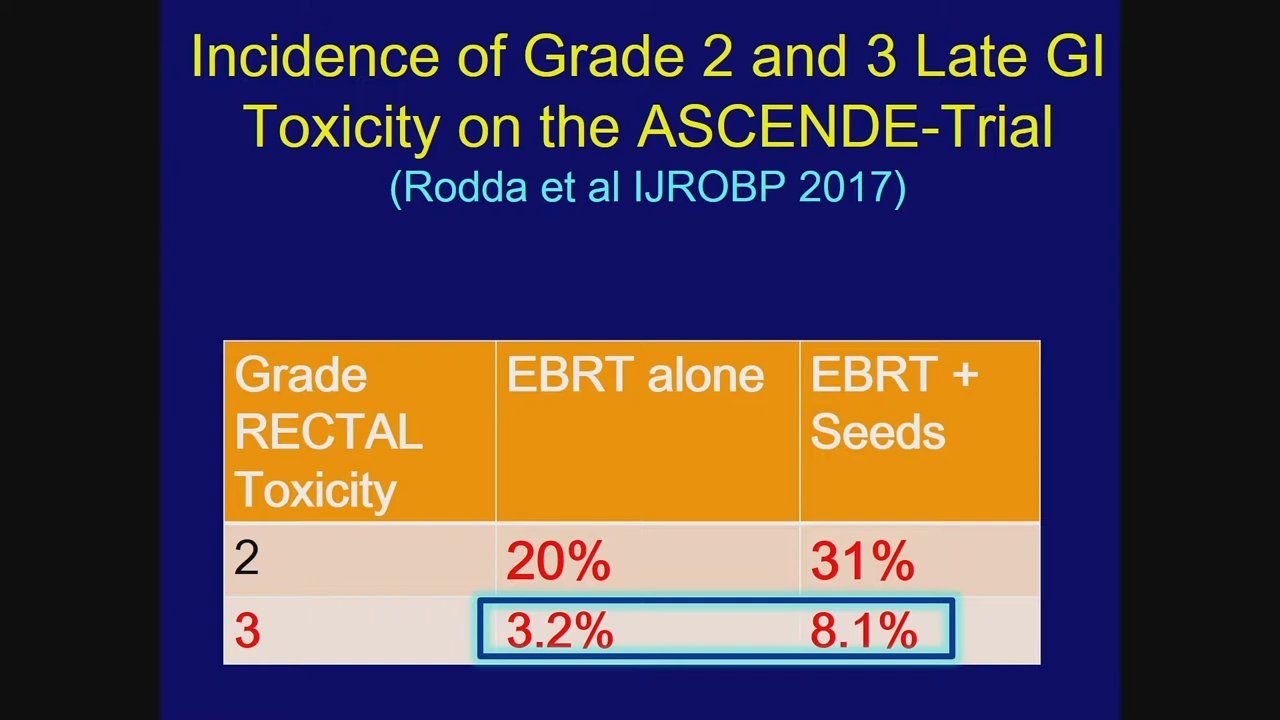 Incidence of Grade 2 and 3 Late GI
Toxicity on the ASCENDE-Trial
(Rodda et al IJROBP 2017)
Grade RECTAL Toxicity EBRT alone EBRT + Seeds
2 20% 31%
3 3.2% 8.1%